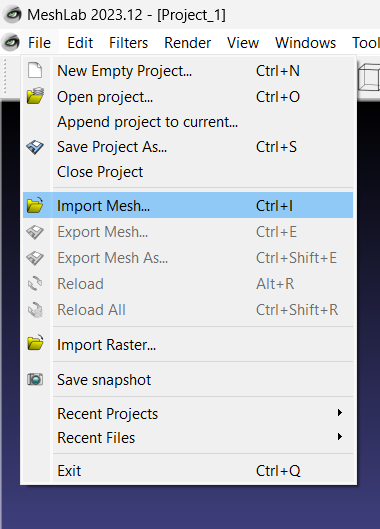 MeshLab 2023.12 - [Project_1]
File Edit Filters Render View Windows Tool
New Empty Project... Ctrl+N
Open project... Ctrl+O
Append project to current...
Save Project As... Ctrl+S
Close Project
Import Mesh... Ctrl+I
Export Mesh... Ctrl+E
Export Mesh As... Ctrl+Shift+E
Reload Alt+R
Reload All Ctrl+Shift+R
Import Raster...
Save snapshot
Recent Projects
Recent Files
Exit Ctrl+Q